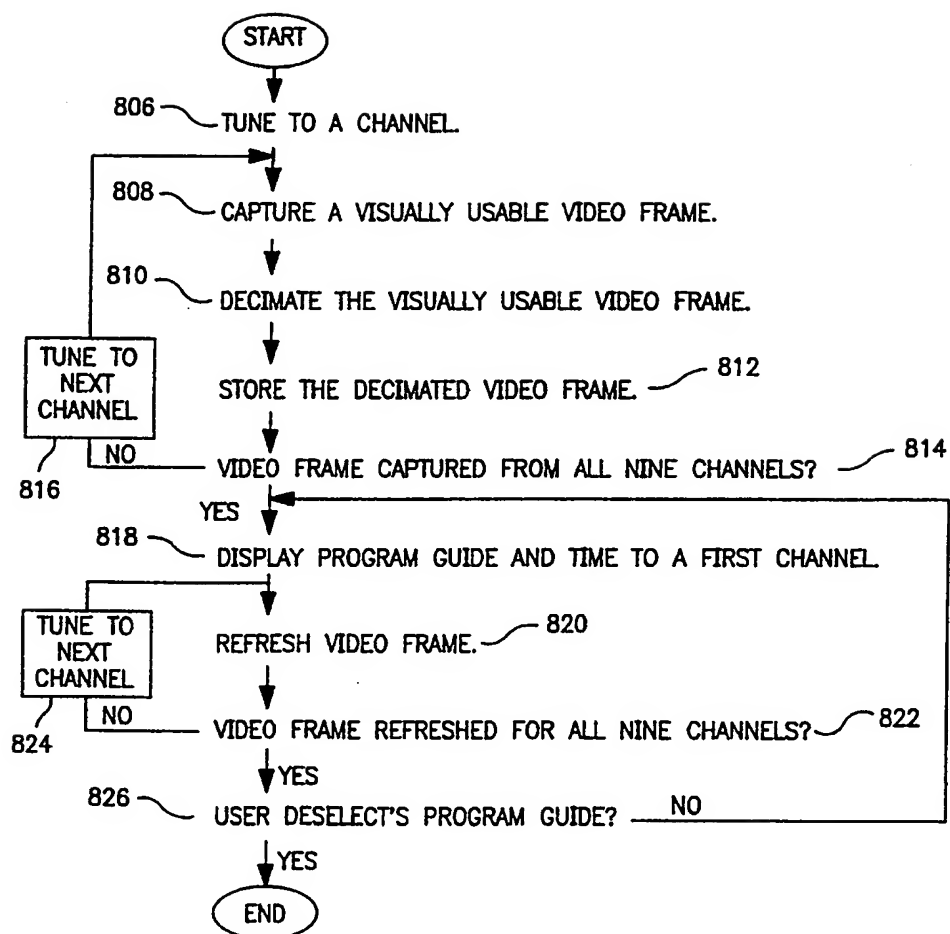 START
806
TUNE TO A CHANNEL.
808
CAPTURE A VISUALLY USABLE VIDEO FRAME.
810
DECIMATE THE VISUALLY USABLE VIDEO FRAME.
TUNE TO
NEXT
CHANNEL
816
STORE THE DECIMATED VIDEO FRAME.
812
NO
VIDEO FRAME CAPTURED FROM ALL NINE CHANNELS?
814
YES
818
DISPLAY PROGRAM GUIDE AND TIME TO A FIRST CHANNEL.
TUNE TO
NEXT
CHANNEL
824
REFRESH VIDEO FRAME.
820
NO
VIDEO FRAME REFRESHED FOR ALL NINE CHANNELS?
822
YES
826
USER DESELECT'S PROGRAM GUIDE?
NO
YES
END